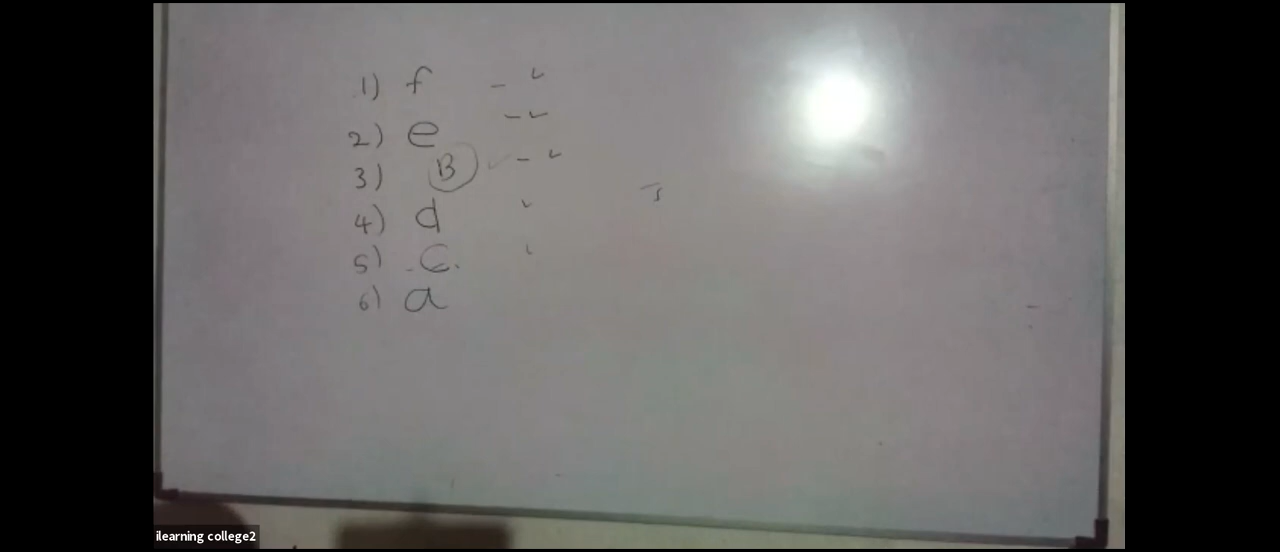 1) f - ✓
2) e - ✓
3) B - ✓
4) d ✓
5) c.
6) a
ilearning college2